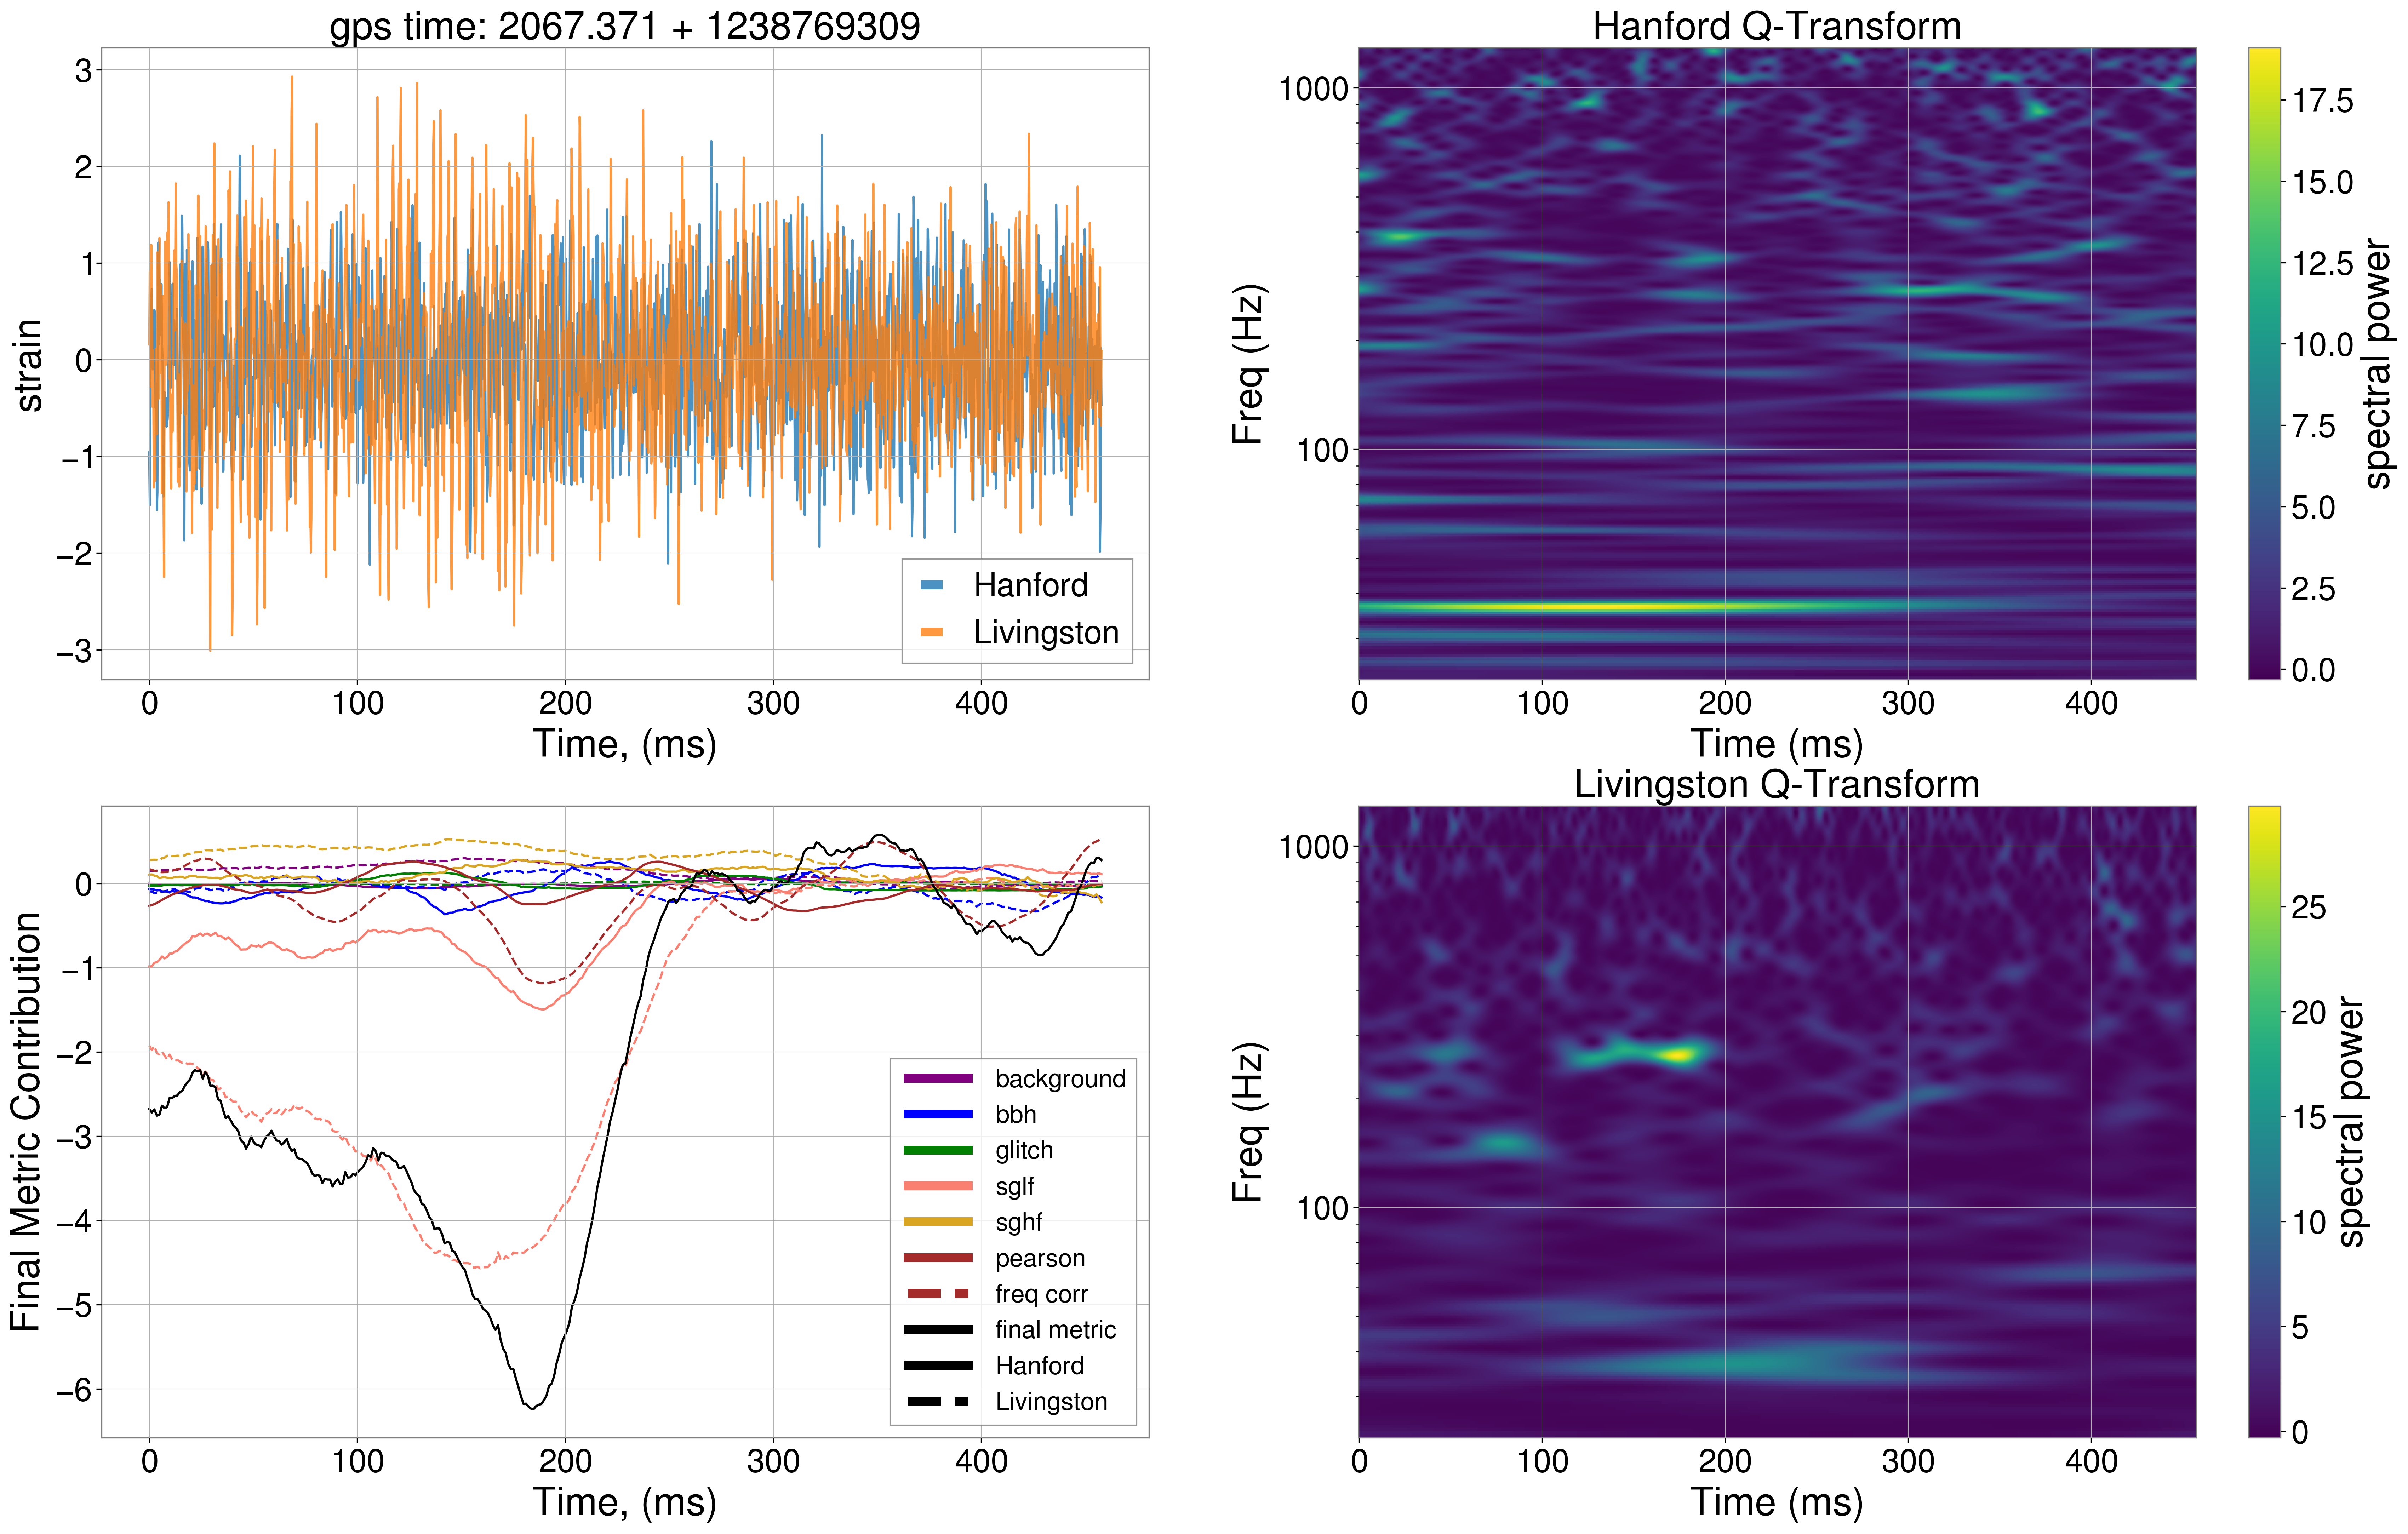 gps time: 2067.371 + 1238769309
3
2
1
0
−1
−2
−3
strain
Hanford
Livingston
0
100
200
300
400
Time, (ms)
Hanford Q-Transform
1000
100
Freq (Hz)
0
100
200
300
400
Time (ms)
17.5
15.0
12.5
10.0
7.5
5.0
2.5
0.0
spectral power
0
−1
−2
−3
−4
−5
−6
Final Metric Contribution
background
bbh
glitch
sglf
sghf
pearson
freq corr
final metric
Hanford
Livingston
0
100
200
300
400
Time, (ms)
Livingston Q-Transform
1000
100
Freq (Hz)
0
100
200
300
400
Time (ms)
25
20
15
10
5
0
spectral power